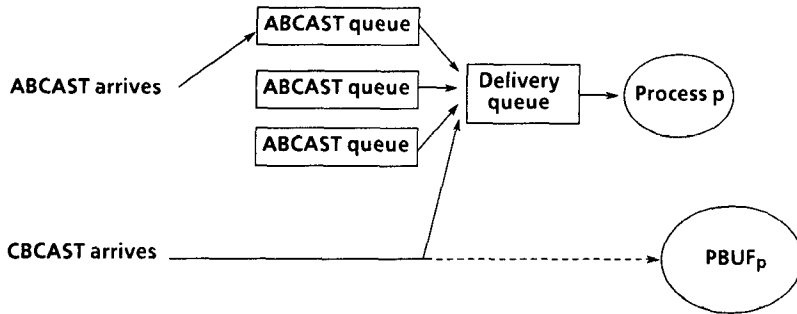 ABCAST queue
ABCAST arrives
ABCAST queue
ABCAST queue
Delivery
queue
Process p
CBCAST arrives
PBUFp